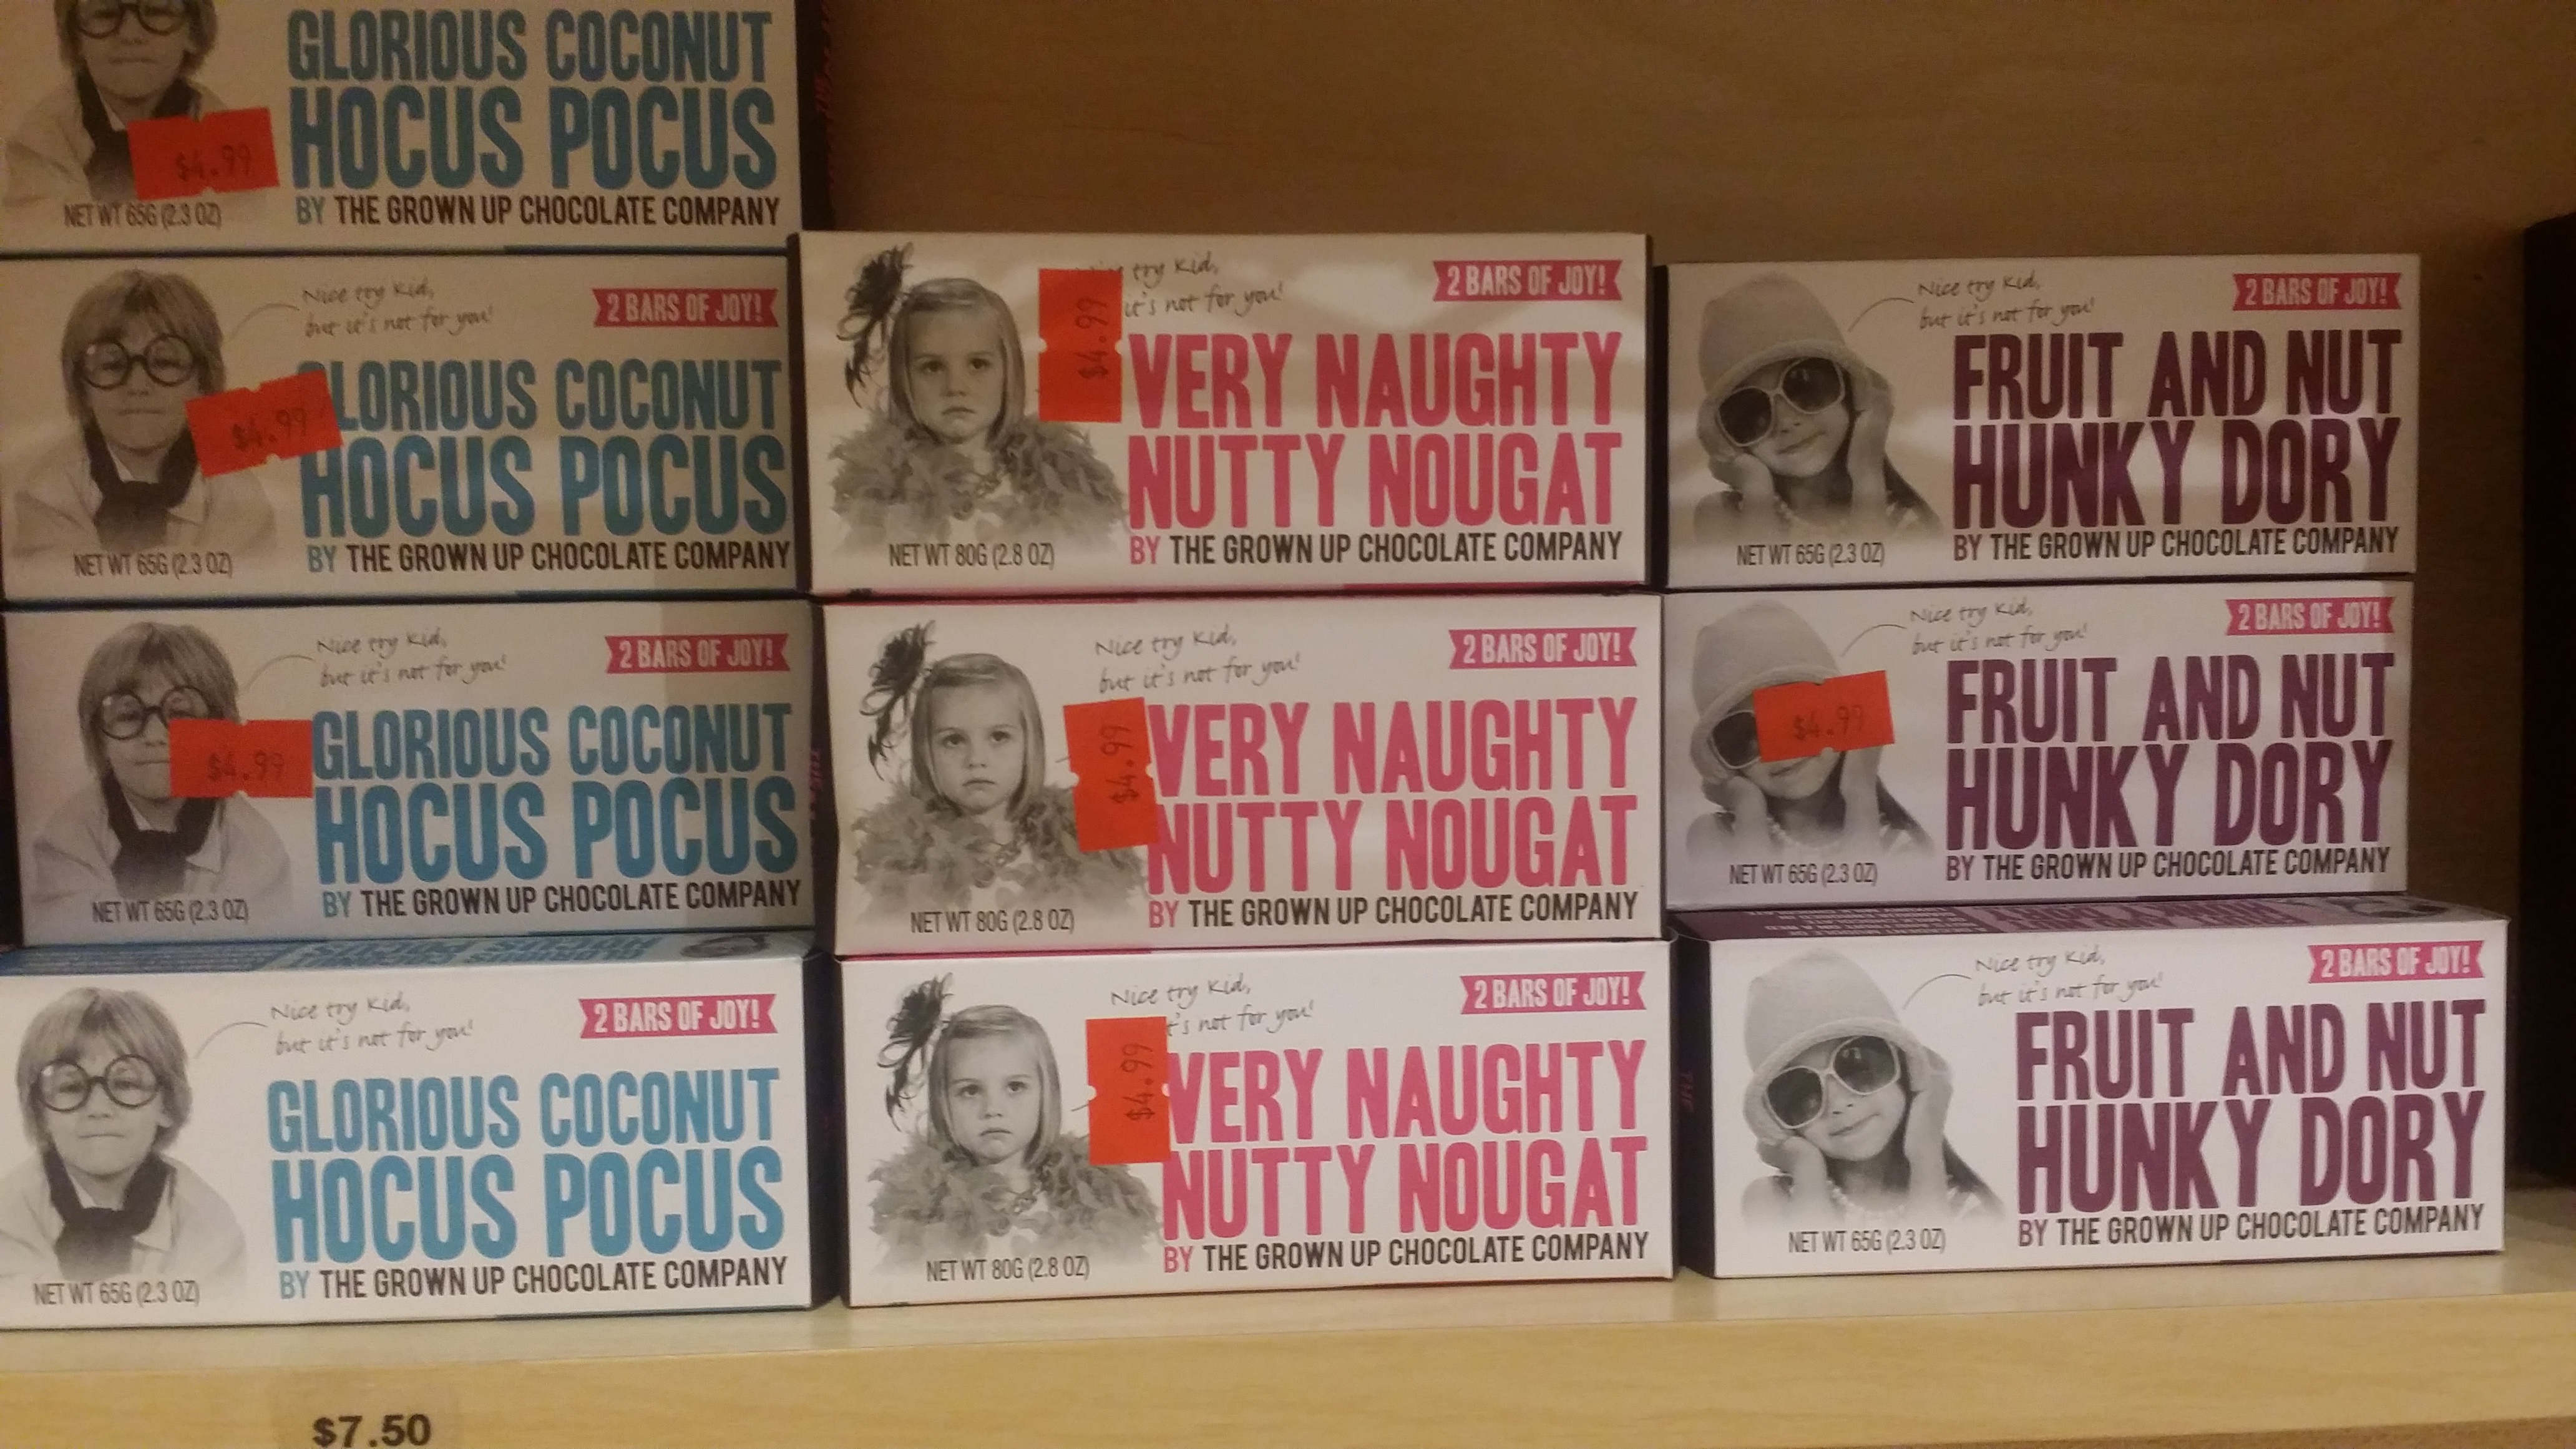 GLORIOUS COCONUT
HOCUS POCUS
$4.99
NET WT 65G (2.3 OZ)
BY THE GROWN UP CHOCOLATE COMPANY
Nice try kid,
but it's not for you!
2 BARS OF JOY!
LORIOUS COCONUT
HOCUS POCUS
$4.99
NET WT 65G (2.3 OZ)
BY THE GROWN UP CHOCOLATE COMPANY
Nice try kid,
but it's not for you!
2 BARS OF JOY!
GLORIOUS COCONUT
HOCUS POCUS
$4.99
NET WT 65G (2.3 OZ)
BY THE GROWN UP CHOCOLATE COMPANY
Nice try kid,
but it's not for you!
2 BARS OF JOY!
GLORIOUS COCONUT
HOCUS POCUS
NET WT 65G (2.3 OZ)
BY THE GROWN UP CHOCOLATE COMPANY
try kid,
it's not for you!
2 BARS OF JOY!
$4.99
VERY NAUGHTY
NUTTY NOUGAT
NET WT 80G (2.8 OZ)
BY THE GROWN UP CHOCOLATE COMPANY
Nice try kid,
but it's not for you!
2 BARS OF JOY!
$4.99
VERY NAUGHTY
NUTTY NOUGAT
NET WT 80G (2.8 OZ)
BY THE GROWN UP CHOCOLATE COMPANY
Nice try kid,
not for you!
2 BARS OF JOY!
$4.99
VERY NAUGHTY
NUTTY NOUGAT
NET WT 80G (2.8 OZ)
BY THE GROWN UP CHOCOLATE COMPANY
Nice try kid,
but it's not for you!
2 BARS OF JOY!
FRUIT AND NUT
HUNKY DORY
NET WT 65G (2.3 OZ)
BY THE GROWN UP CHOCOLATE COMPANY
Nice try kid,
but it's not for you!
2 BARS OF JOY!
FRUIT AND NUT
HUNKY DORY
$4.99
NET WT 65G (2.3 OZ)
BY THE GROWN UP CHOCOLATE COMPANY
Nice try kid,
but it's not for you!
2 BARS OF JOY!
FRUIT AND NUT
HUNKY DORY
NET WT 65G (2.3 OZ)
BY THE GROWN UP CHOCOLATE COMPANY
$7.50